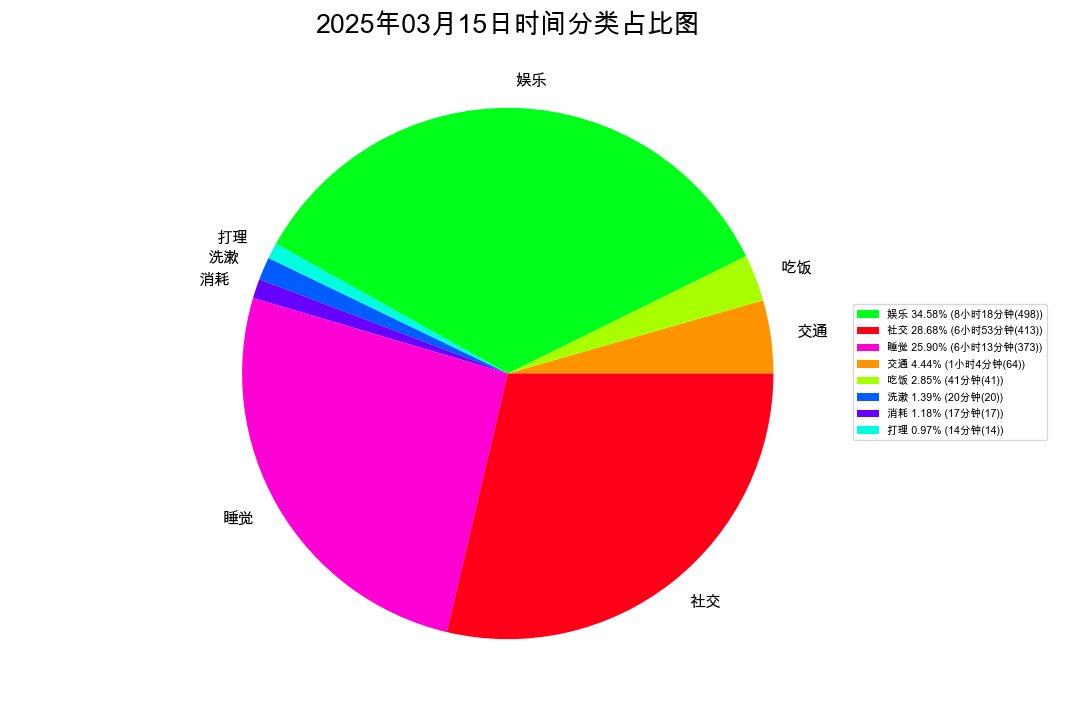 2025年03月15日时间分类占比图
娱乐
打理
洗漱
消耗
吃饭
交通
睡觉
社交
娱乐 34.58% (8小时18分钟(498))
社交 28.68% (6小时53分钟(413))
睡觉 25.90% (6小时13分钟(373))
交通 4.44% (1小时4分钟(64))
吃饭 2.85% (41分钟(41))
洗漱 1.39% (20分钟(20))
消耗 1.18% (17分钟(17))
打理 0.97% (14分钟(14))